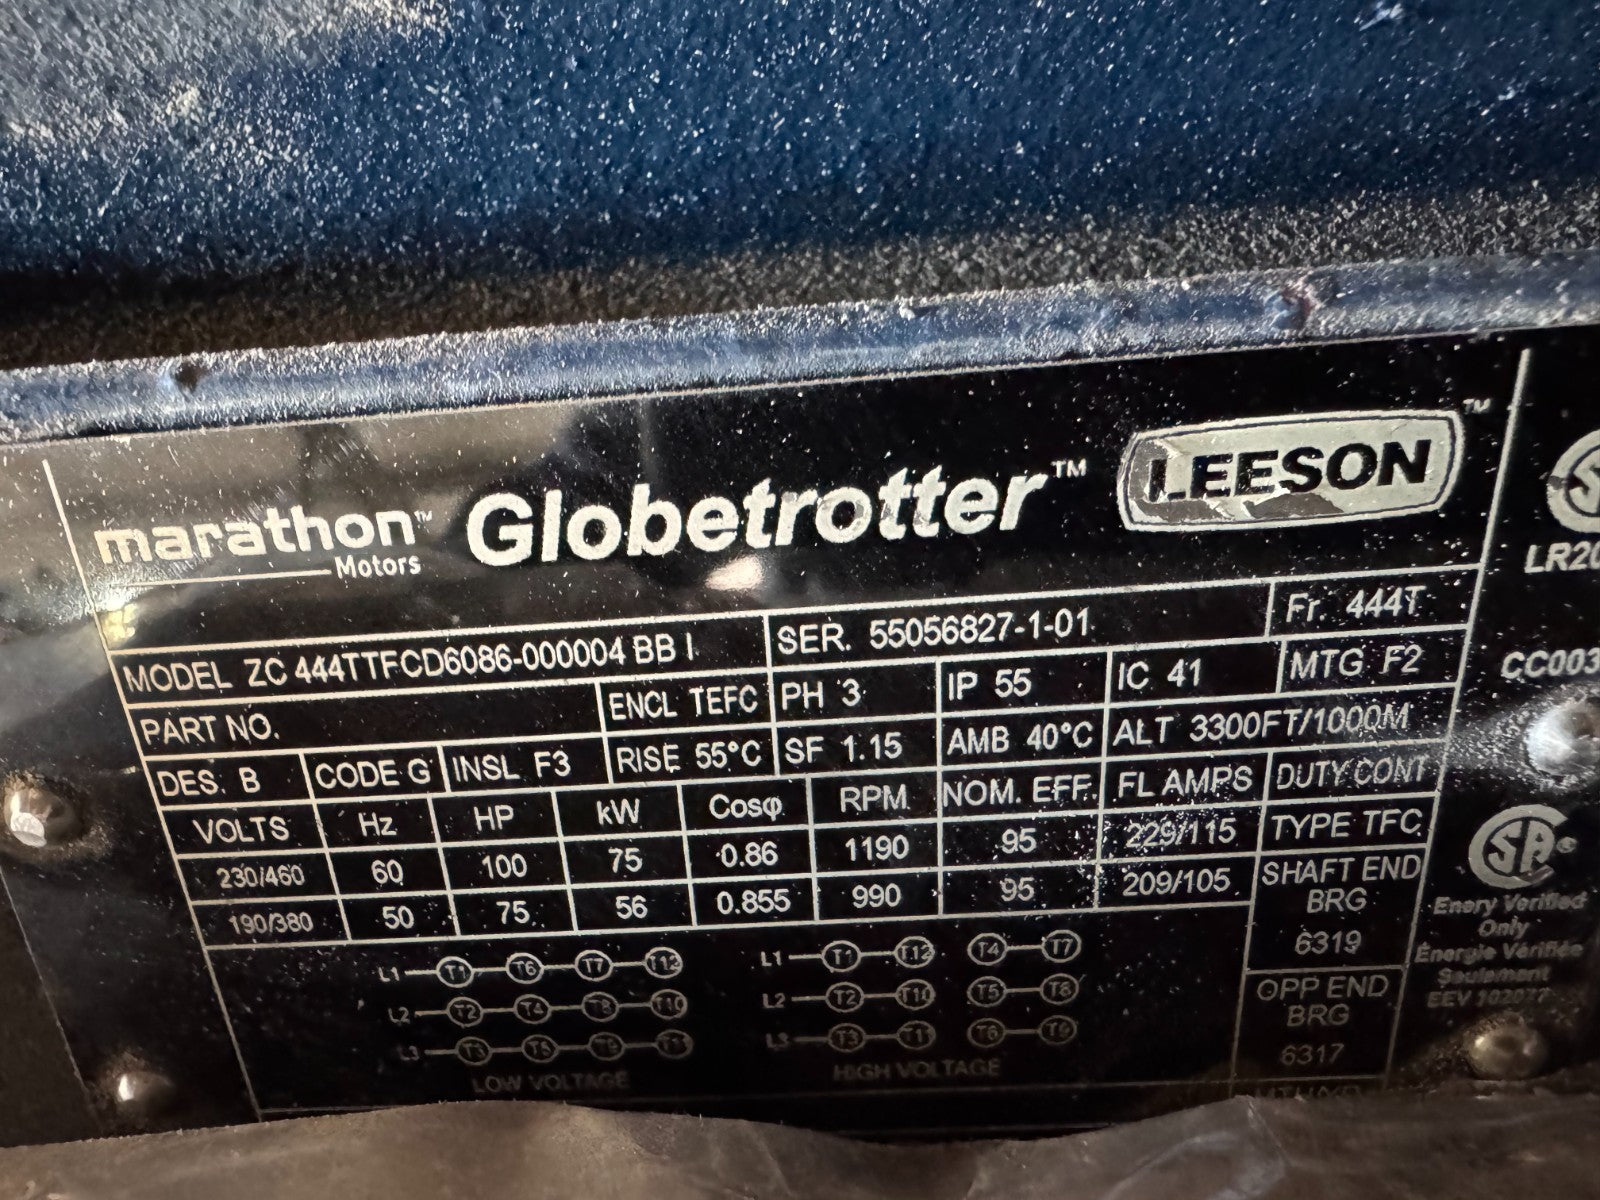 marathon™ Motors Globetrotter™ LEESON™
LR20
MODEL ZC 444TTFCD6086-000004 BB I SER. 55056827-1-01 Fr. 444T
CC003
PART NO. ENCL TEFC PH 3 IP 55 IC 41 MTG F2
DES. B CODE G INSL F3 RISE 55°C SF 1.15 AMB 40°C ALT 3300FT/1000M
VOLTS Hz HP kW Cosφ RPM NOM. EFF. FL AMPS DUTY CONT
230/460 60 100 75 0.86 1190 95 229/115 TYPE TFC
190/380 50 75 56 0.855 990 95 209/105 SHAFT END
BRG
6319
OPP END
BRG
6317
L1 T1 T6 T7 T12
L2 T2 T4 T8 T10
L3 T3 T5 T9 T11
LOW VOLTAGE
L1 T1 T12 T4 T7
L2 T2 T10 T5 T8
L3 T3 T11 T6 T9
HIGH VOLTAGE
Enery Verified
Only
Énergie Vérifiée
Seulement
EEV 102077